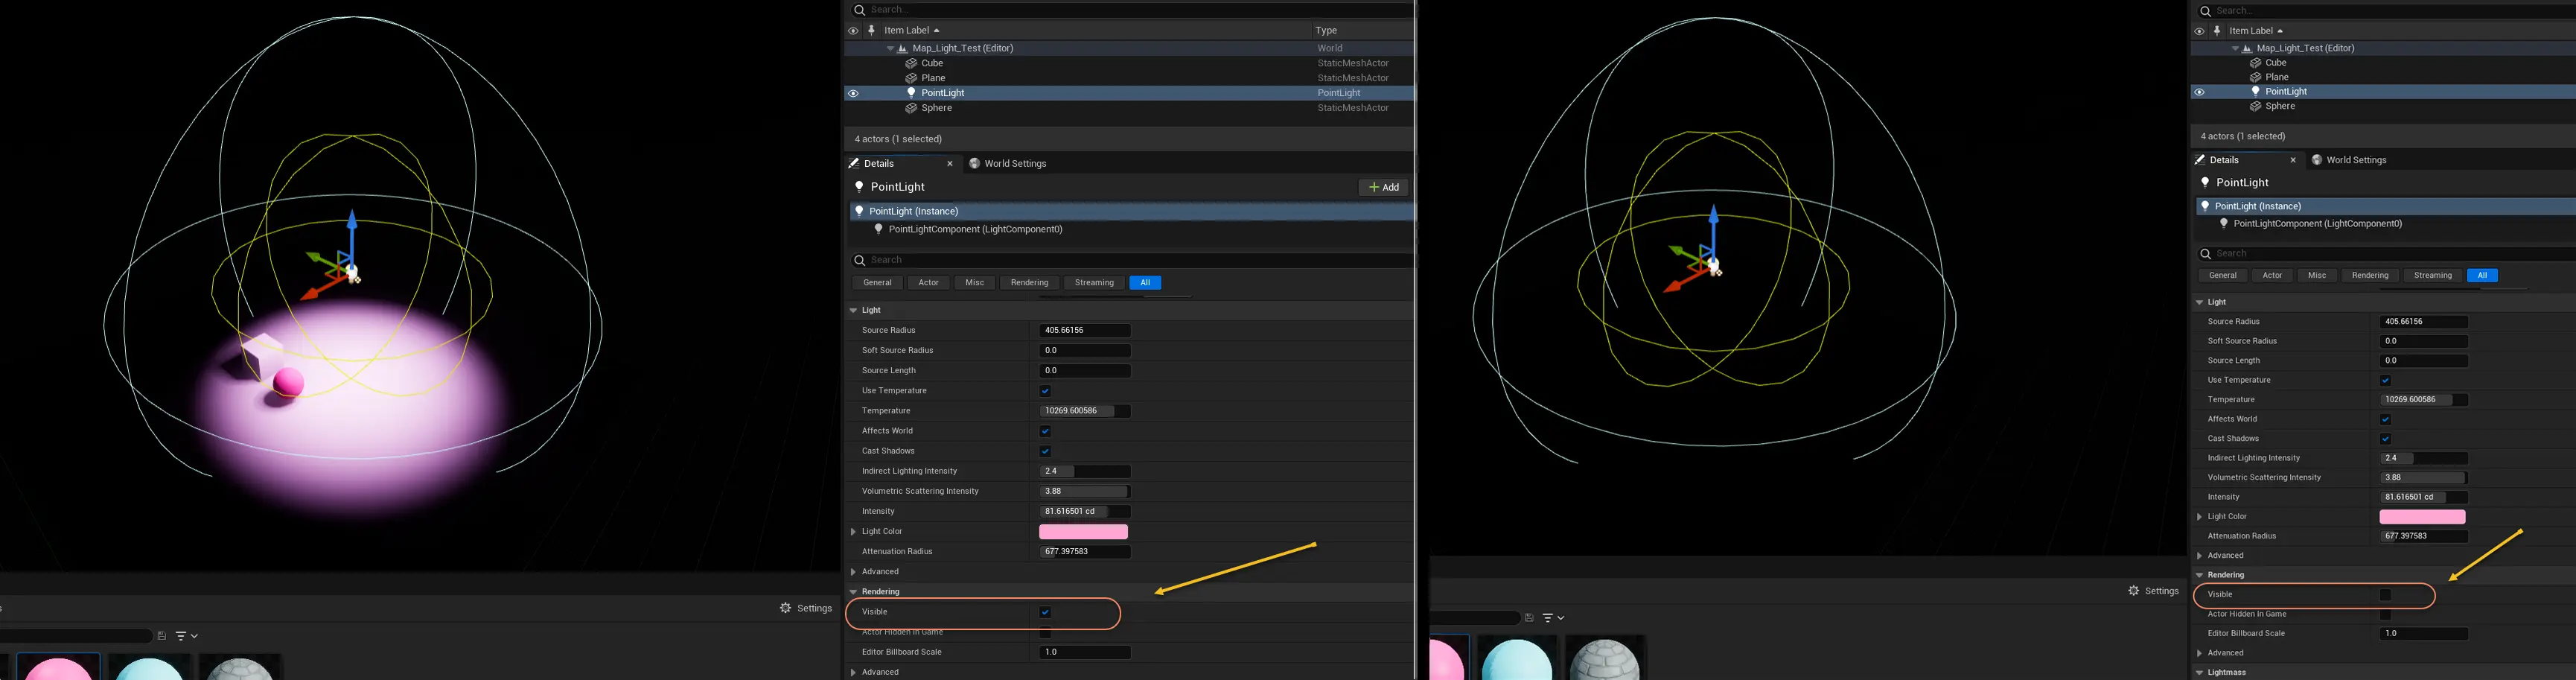 Search...
Item Label
Type
Map_Light_Test (Editor)
World
Cube
StaticMeshActor
Plane
StaticMeshActor
PointLight
PointLight
Sphere
StaticMeshActor
4 actors (1 selected)
Details
World Settings
PointLight
Add
PointLight (Instance)
PointLightComponent (LightComponent0)
Search
General
Actor
Misc
Rendering
Streaming
All
Light
Source Radius
405.66156
Soft Source Radius
0.0
Source Length
0.0
Use Temperature
Temperature
10269.600586
Affects World
Cast Shadows
Indirect Lighting Intensity
2.4
Volumetric Scattering Intensity
3.88
Intensity
81.616501 cd
Light Color
Attenuation Radius
677.397583
Advanced
Rendering
Visible
Actor Hidden In Game
Editor Billboard Scale
1.0
Advanced
Settings
Search...
Item Label
Map_Light_Test (Editor)
Cube
Plane
PointLight
Sphere
4 actors (1 selected)
Details
World Settings
PointLight
PointLight (Instance)
PointLightComponent (LightComponent0)
Search
General
Actor
Misc
Rendering
Streaming
All
Light
Source Radius
405.66156
Soft Source Radius
0.0
Source Length
0.0
Use Temperature
Temperature
10269.600586
Affects World
Cast Shadows
Indirect Lighting Intensity
2.4
Volumetric Scattering Intensity
3.88
Intensity
81.616501 cd
Light Color
Attenuation Radius
677.397583
Advanced
Rendering
Visible
Actor Hidden In Game
Editor Billboard Scale
1.0
Advanced
Lightmass
Settings